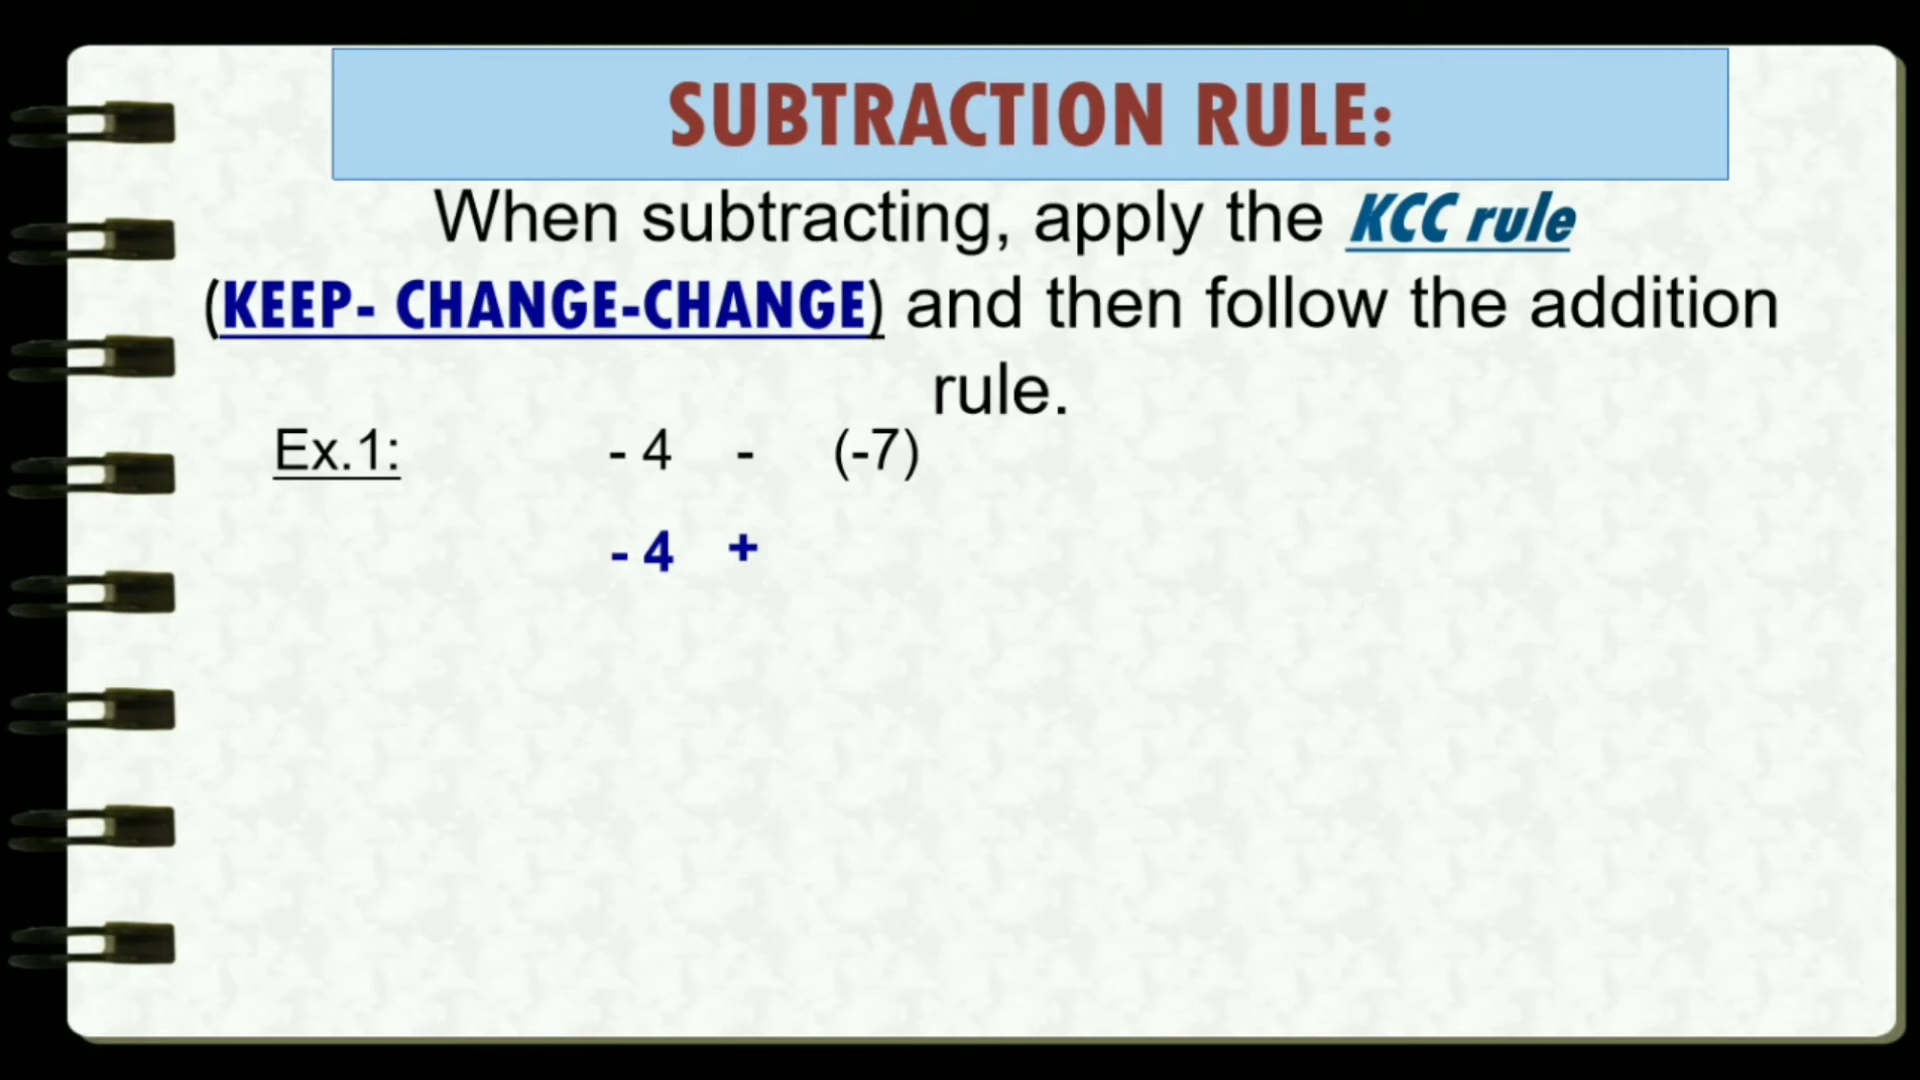 SUBTRACTION RULE:
When subtracting, apply the KCC rule
(KEEP- CHANGE-CHANGE) and then follow the addition
rule.
Ex.1: - 4 - (-7)
- 4 +